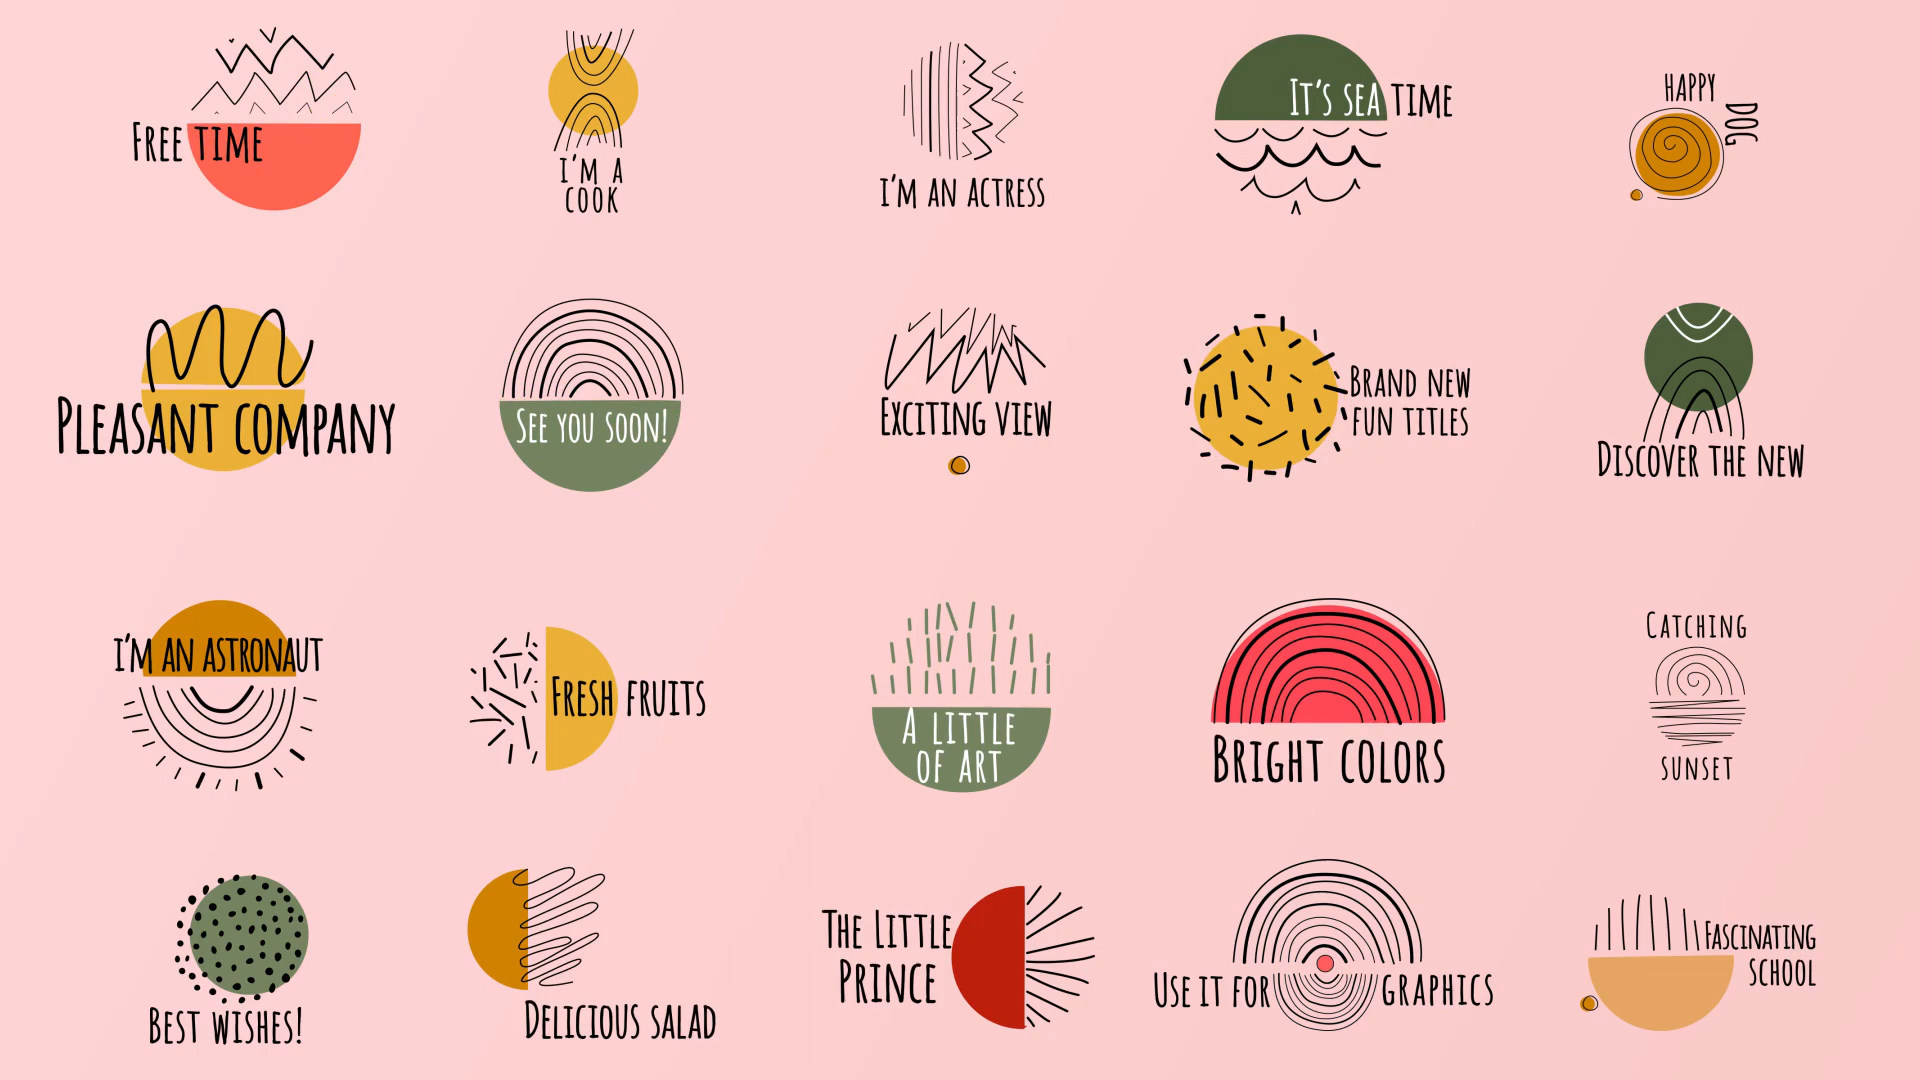 Free time
I'm a
cook
I'm an actress
It's sea time
Happy
dog
Pleasant company
See you soon!
Exciting view
Brand new
fun titles
Discover the new
I'm an astronaut
Fresh fruits
A little
of art
Bright colors
Catching
sunset
Best wishes!
Delicious salad
The Little
Prince
Use it for graphics
Fascinating
school